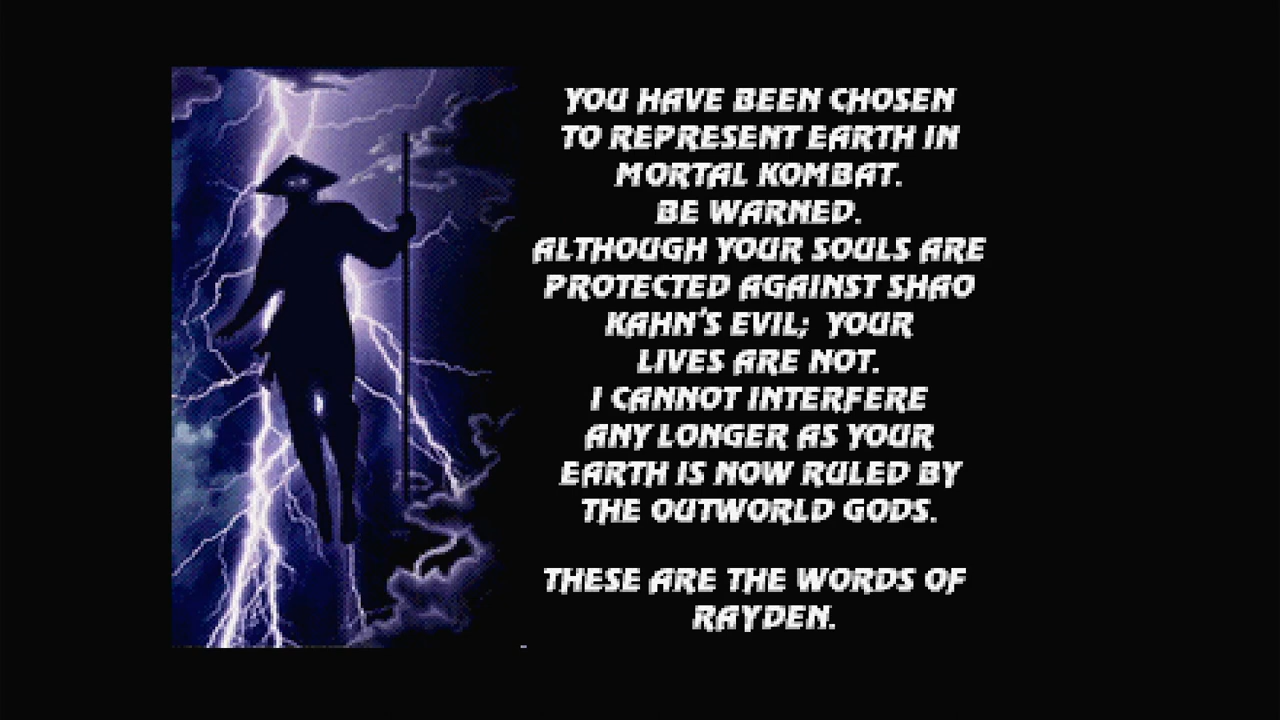 YOU HAVE BEEN CHOSEN
TO REPRESENT EARTH IN
MORTAL KOMBAT.
BE WARNED.
ALTHOUGH YOUR SOULS ARE
PROTECTED AGAINST SHAO
KAHN'S EVIL;  YOUR
LIVES ARE NOT.
I CANNOT INTERFERE
ANY LONGER AS YOUR
EARTH IS NOW RULED BY
THE OUTWORLD GODS.
THESE ARE THE WORDS OF
RAYDEN.